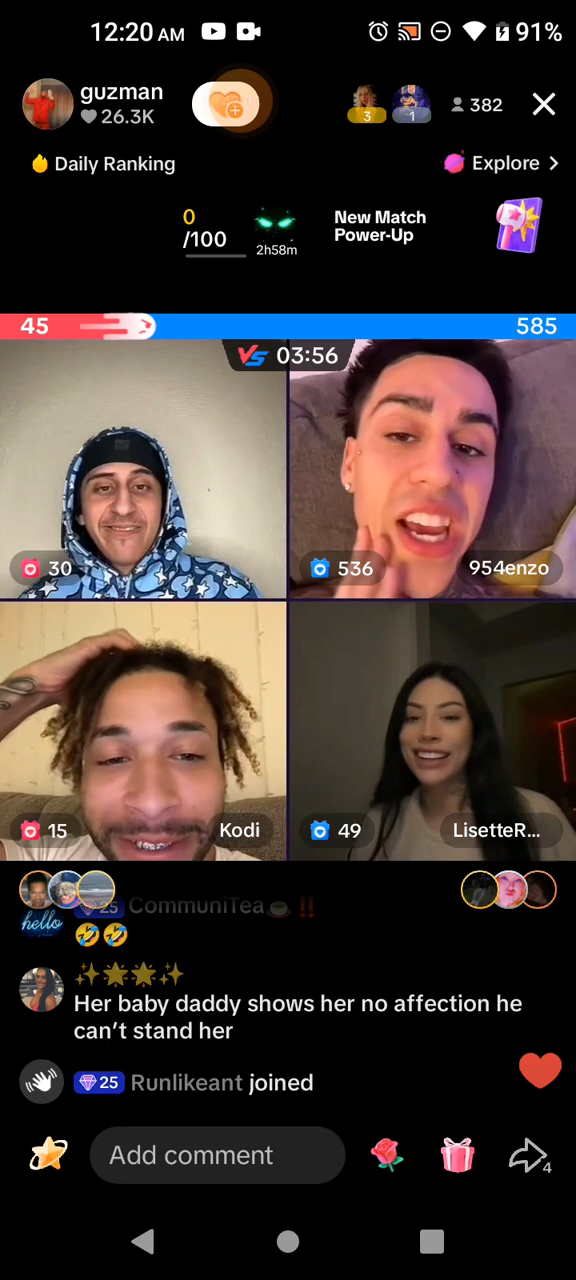 12:20 AM
91%
guzman
26.3K
3
1
382
Daily Ranking
Explore >
0
/100
2h58m
New Match
Power-Up
45
585
VS 03:56
30
536
954enzo
15
Kodi
49
LisetteR...
hello
25 CommuniTea☕ ‼️
🤣🤣
✨🌟🌟✨
Her baby daddy shows her no affection he
can't stand her
25 Runlikeant joined
Add comment
4